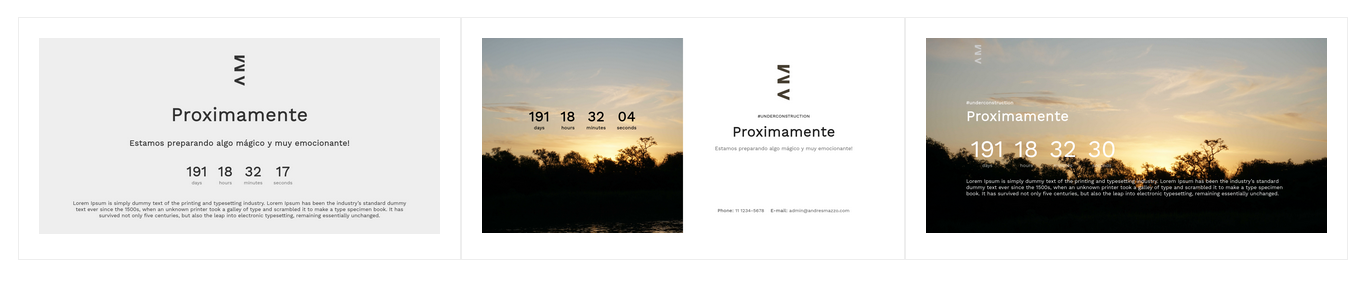 AM
Proximamente
Estamos preparando algo mágico y muy emocionante!
191 18 32 17
days hours minutes seconds
Lorem Ipsum is simply dummy text of the printing and typesetting industry. Lorem Ipsum has been the industry's standard dummy
text ever since the 1500s, when an unknown printer took a galley of type and scrambled it to make a type specimen book. It has
survived not only five centuries, but also the leap into electronic typesetting, remaining essentially unchanged.
191 18 32 04
days hours minutes seconds
AM
#UNDERCONSTRUCTION
Proximamente
Estamos preparando algo mágico y muy emocionante!
Phone: 11 1234-5678 E-mail: admin@andresmazzo.com
AM
#underconstruction
Proximamente
191 18 32 30
days hours
Lorem Ipsum is simply dummy text of the printing and typesetting industry. Lorem Ipsum has been the industry's standard
dummy text ever since the 1500s, when an unknown printer took a galley of type and scrambled it to make a type specimen
book. It has survived not only five centuries, but also the leap into electronic typesetting, remaining essentially unchanged.